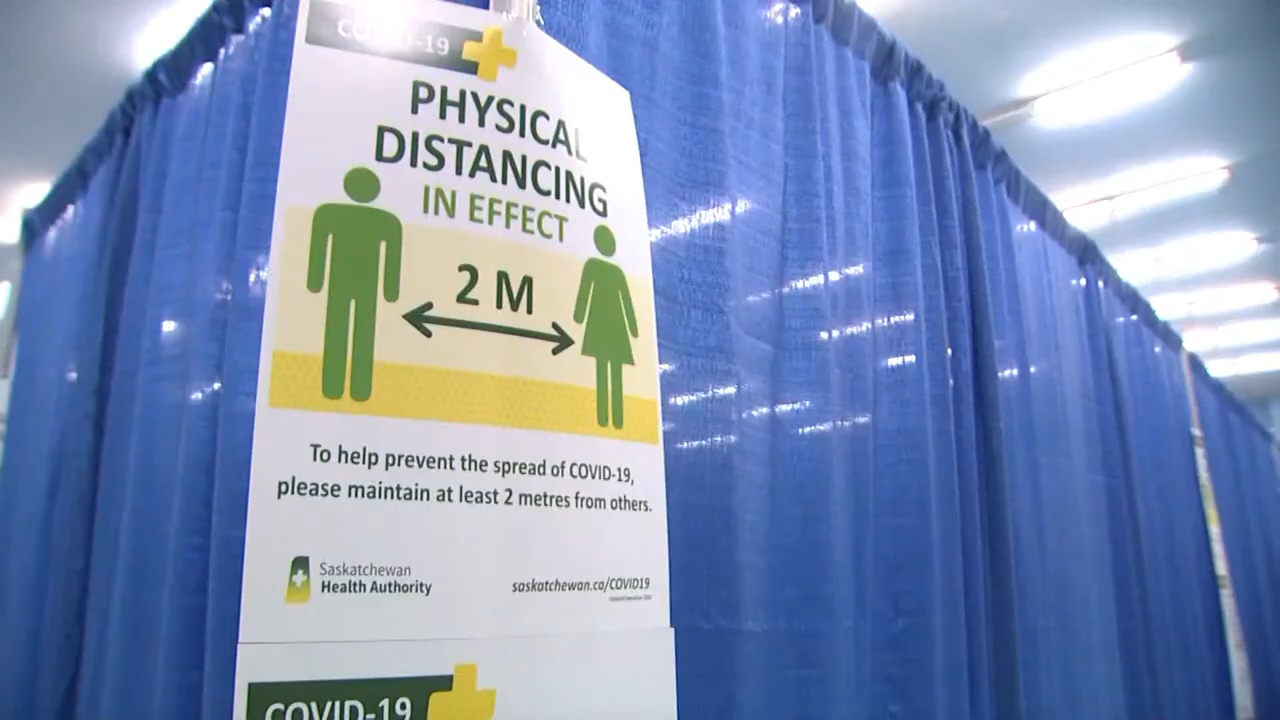 COVID-19
PHYSICAL
DISTANCING
IN EFFECT
2 M
To help prevent the spread of COVID-19,
please maintain at least 2 metres from others.
Saskatchewan
Health Authority
saskatchewan.ca/COVID19
COVID-19